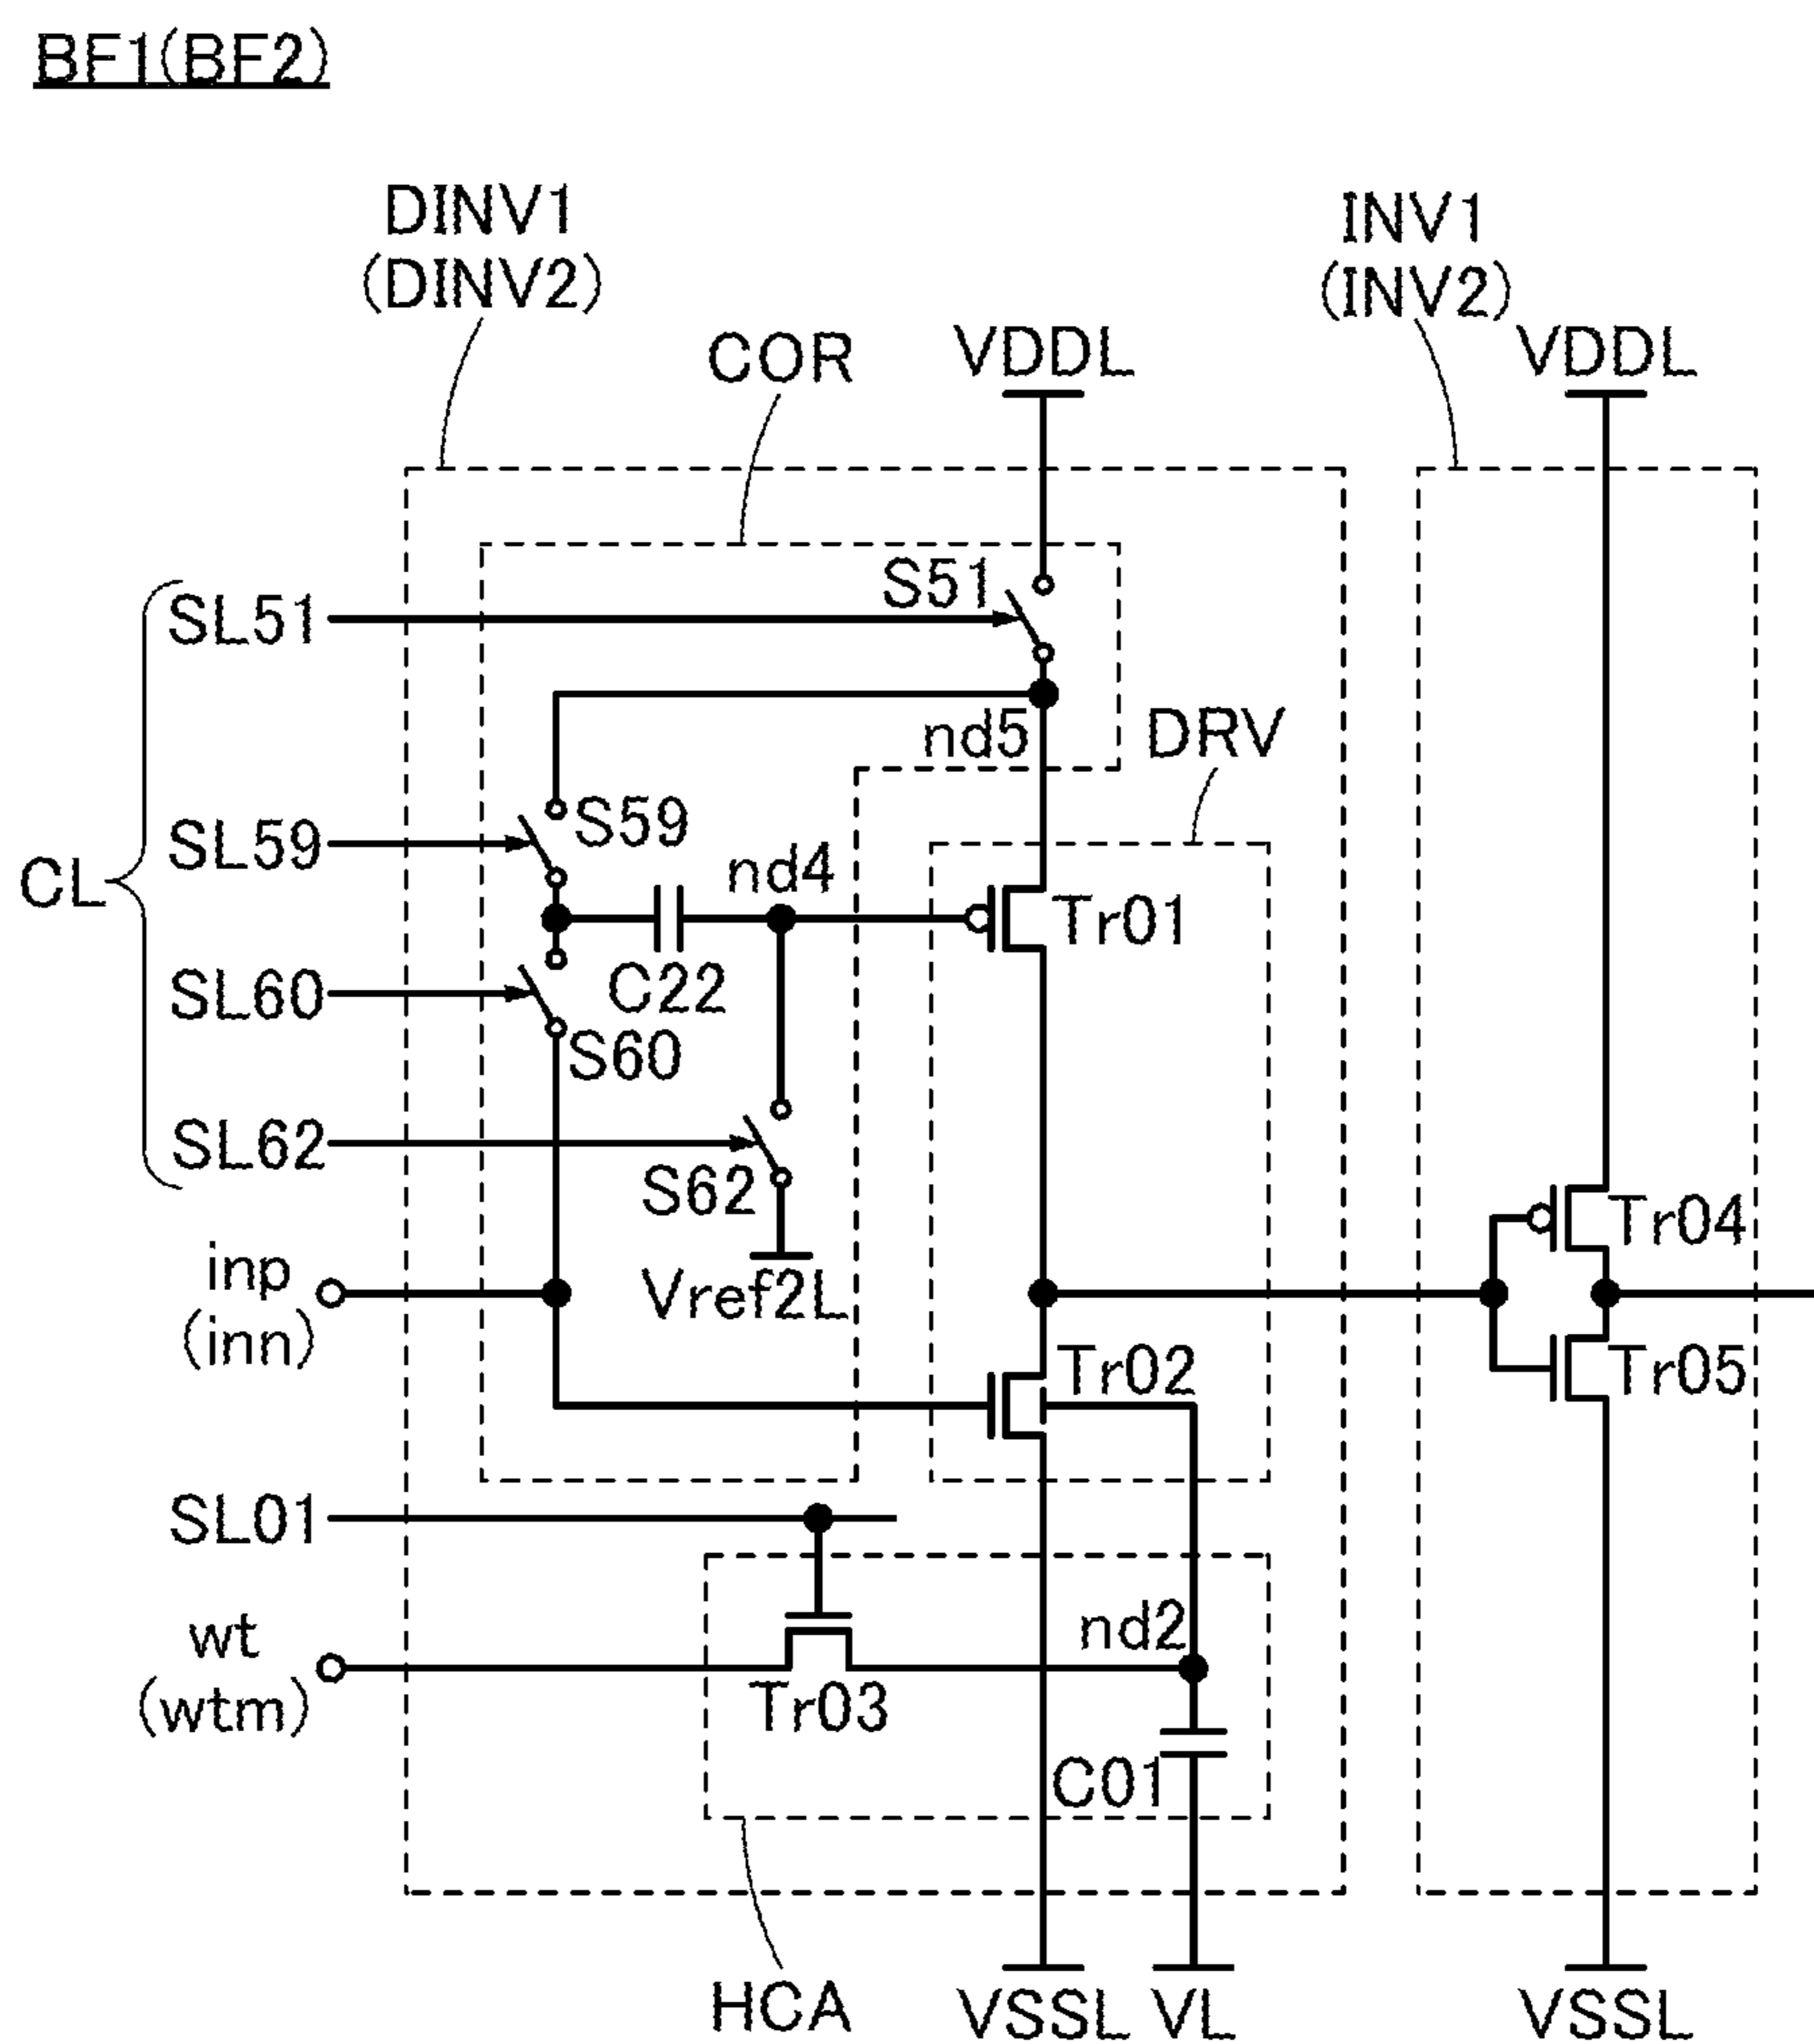 BF1(BF2)
DINV1
(DINV2)
INV1
(INV2)
COR
VDDL
VDDL
S51
SL51
nd5
DRV
S59
SL59
nd4
CL
Tr01
SL60
C22
S60
SL62
S62
Tr04
inp
(inn)
Vref2L
Tr02
Tr05
SL01
wt
(wtm)
nd2
Tr03
C01
HCA
VSSL
VL
VSSL